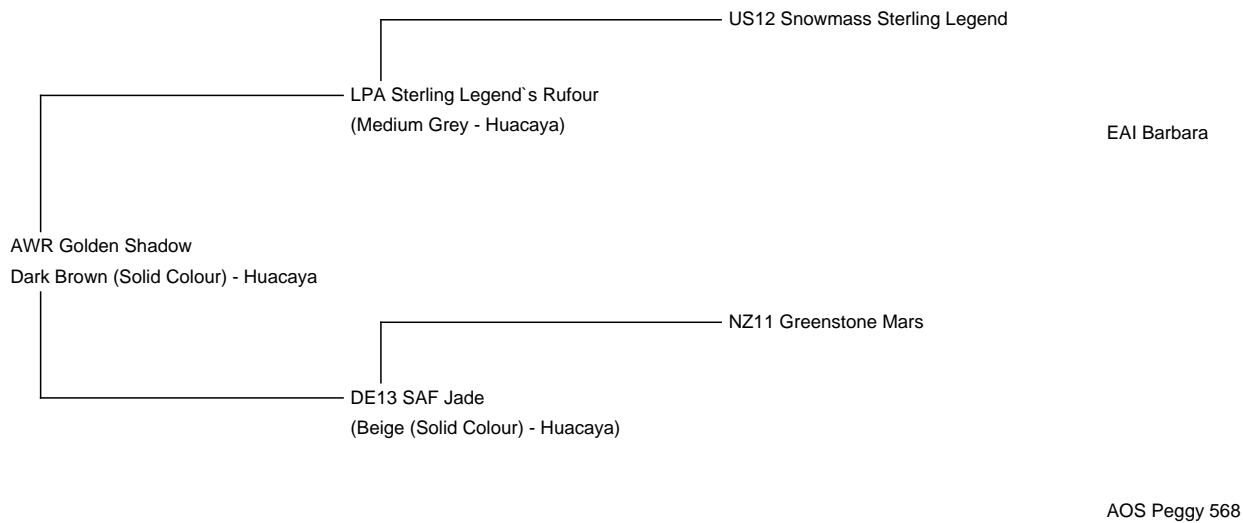 US12 Snowmass Sterling Legend
LPA Sterling Legend`s Rufour
(Medium Grey - Huacaya)
EAI Barbara
AWR Golden Shadow
Dark Brown (Solid Colour) - Huacaya
NZ11 Greenstone Mars
DE13 SAF Jade
(Beige (Solid Colour) - Huacaya)
AOS Peggy 568